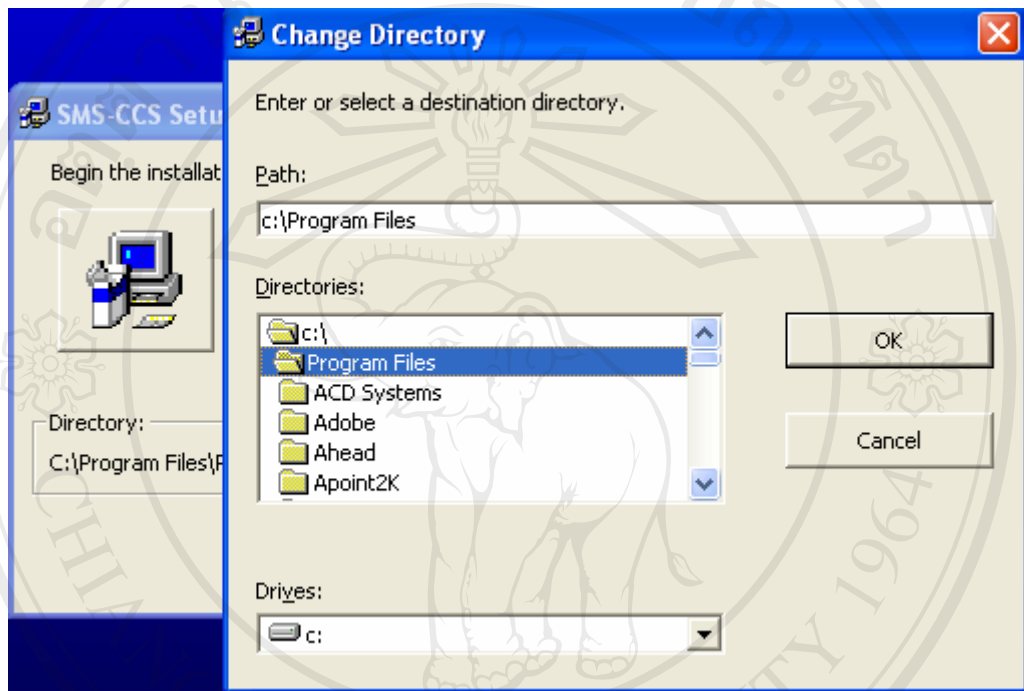 Change Directory
SMS-CCS Setu
Enter or select a destination directory.
Begin the installat
Path:
c:\Program Files
Directories:
c:\
Program Files
OK
ACD Systems
Adobe
Directory:
Cancel
Ahead
C:\Program Files\P
Apoint2K
Drives:
c:
1964